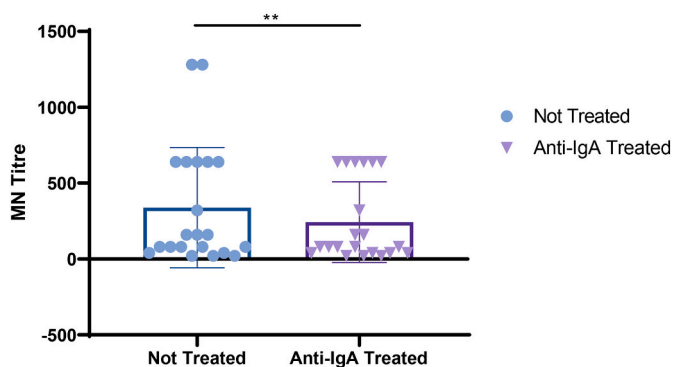 **
1500
1000
500
0
-500
MN Titre
Not Treated
Anti-IgA Treated
Not Treated
Anti-IgA Treated